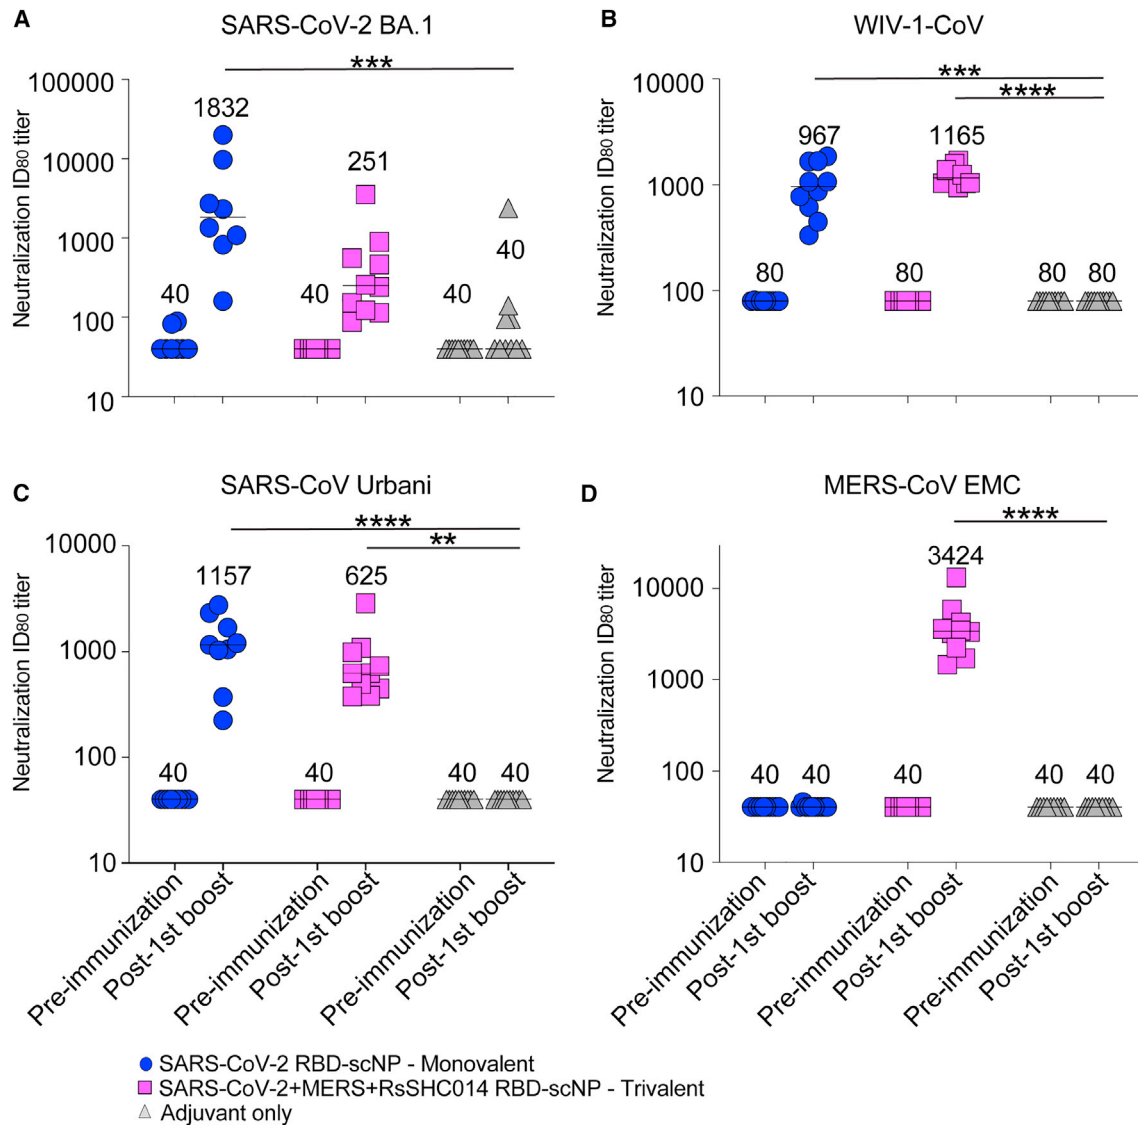 A
SARS-CoV-2 BA.1
***
Neutralization ID80 titer
100000
10000
1000
100
10
40
1832
40
251
40
40
B
WIV-1-CoV
***
****
Neutralization ID80 titer
10000
1000
100
10
80
967
80
1165
80
80
C
SARS-CoV Urbani
****
**
Neutralization ID80 titer
10000
1000
100
10
40
1157
40
625
40
40
Pre-immunization
Post-1st boost
Pre-immunization
Post-1st boost
Pre-immunization
Post-1st boost
D
MERS-CoV EMC
****
Neutralization ID80 titer
10000
1000
100
10
40
40
40
3424
40
40
Pre-immunization
Post-1st boost
Pre-immunization
Post-1st boost
Pre-immunization
Post-1st boost
SARS-CoV-2 RBD-scNP - Monovalent
SARS-CoV-2+MERS+RsSHC014 RBD-scNP - Trivalent
Adjuvant only